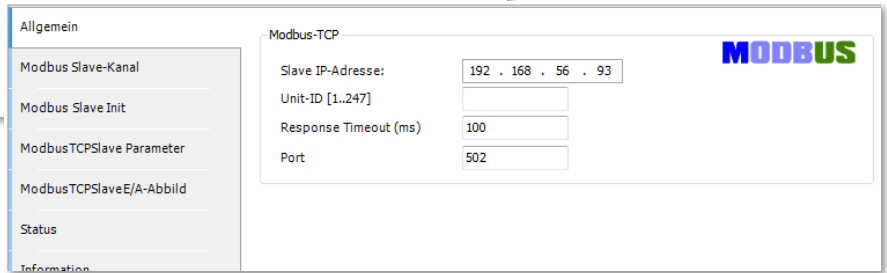 Allgemein
Modbus Slave-Kanal
Modbus Slave Init
ModbusTCPSlave Parameter
ModbusTCPSlaveE/A-Abbild
Status
Information
Modbus-TCP
MODBUS
Slave IP-Adresse: 192 . 168 . 56 . 93
Unit-ID [1..247]
Response Timeout (ms) 100
Port 502